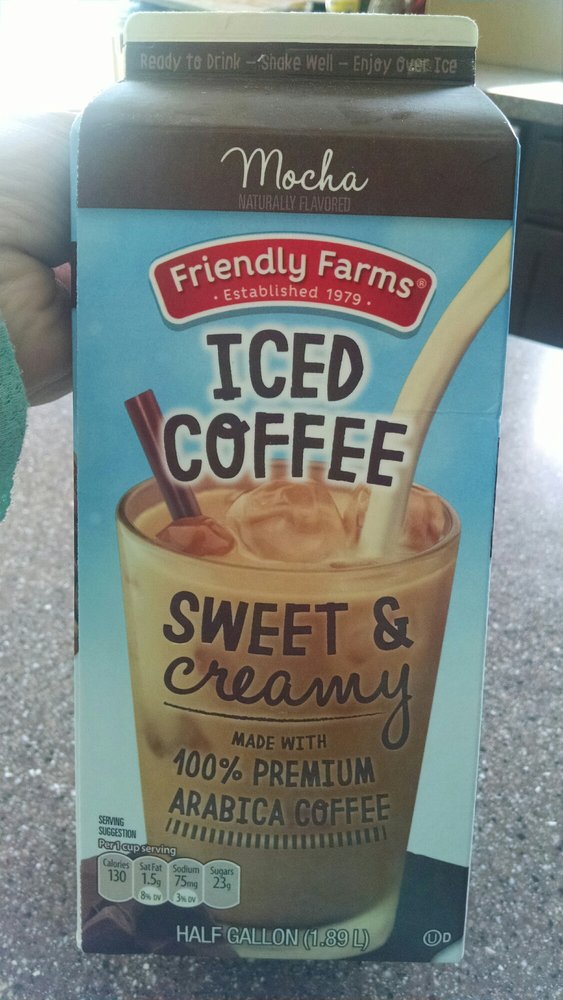 Ready to Drink – Shake Well – Enjoy Over Ice
Mocha
NATURALLY FLAVORED
Friendly Farms®
• Established 1979 •
ICED
COFFEE
SWEET &
creamy
MADE WITH
100% PREMIUM
ARABICA COFFEE
SERVING
SUGGESTION
Per 1 cup serving
Calories
130
Sat Fat
1.5g
8% DV
Sodium
75mg
3% DV
Sugars
23g
HALF GALLON (1.89 L)
UD